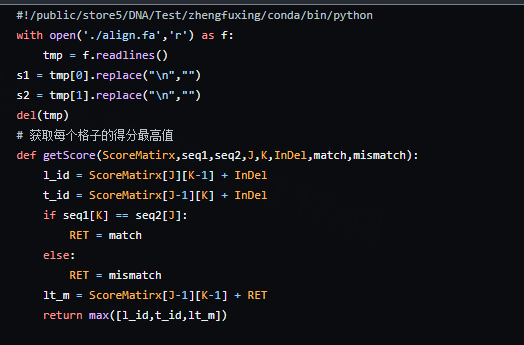 #!/public/store5/DNA/Test/zhengfuxing/conda/bin/python
with open('./align.fa','r') as f:
    tmp = f.readlines()
s1 = tmp[0].replace("\n","")
s2 = tmp[1].replace("\n","")
del(tmp)
# 获取每个格子的得分最高值
def getScore(ScoreMatirx,seq1,seq2,J,K,InDel,match,mismatch):
    l_id = ScoreMatirx[J][K-1] + InDel
    t_id = ScoreMatirx[J-1][K] + InDel
    if seq1[K] == seq2[J]:
        RET = match
    else:
        RET = mismatch
    lt_m = ScoreMatirx[J-1][K-1] + RET
    return max([l_id,t_id,lt_m])